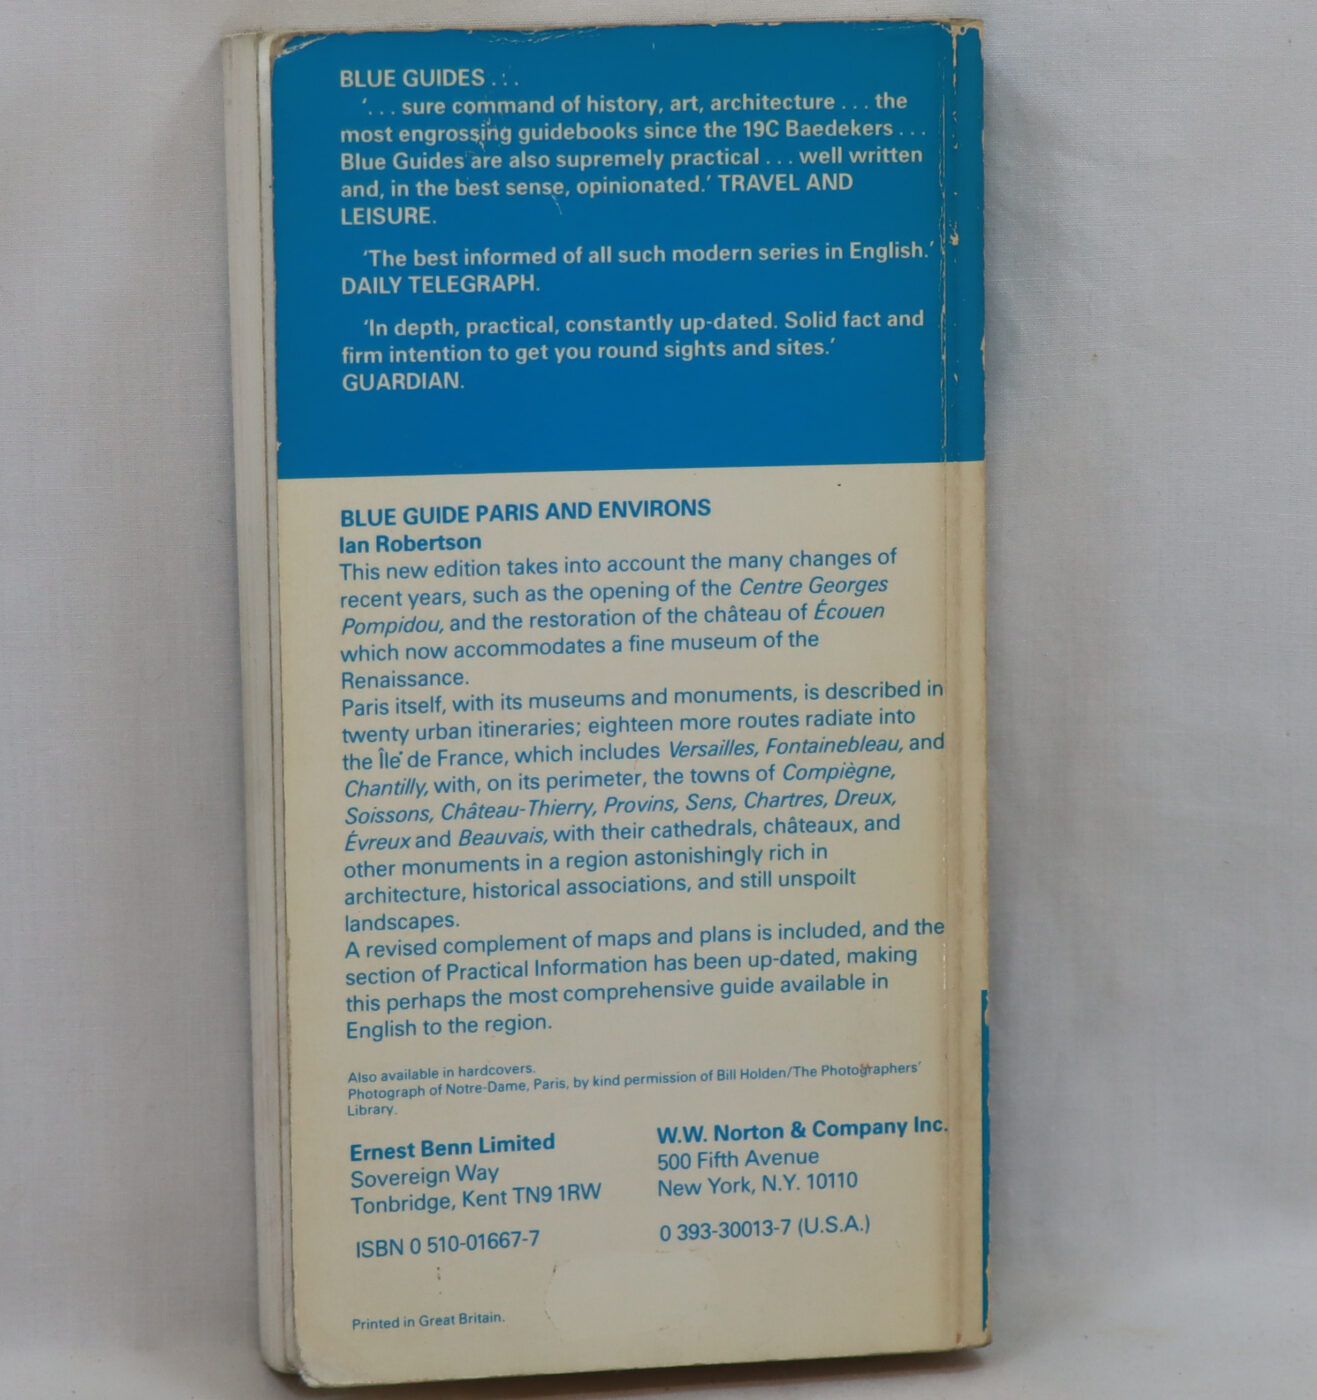 BLUE GUIDES . . .
‘. . . sure command of history, art, architecture . . . the
most engrossing guidebooks since the 19C Baedekers . . .
Blue Guides are also supremely practical . . . well written
and, in the best sense, opinionated.’ TRAVEL AND
LEISURE.
‘The best informed of all such modern series in English.’
DAILY TELEGRAPH.
‘In depth, practical, constantly up-dated. Solid fact and
firm intention to get you round sights and sites.’
GUARDIAN.
BLUE GUIDE PARIS AND ENVIRONS
Ian Robertson
This new edition takes into account the many changes of
recent years, such as the opening of the Centre Georges
Pompidou, and the restoration of the château of Écouen
which now accommodates a fine museum of the
Renaissance.
Paris itself, with its museums and monuments, is described in
twenty urban itineraries; eighteen more routes radiate into
the Île de France, which includes Versailles, Fontainebleau, and
Chantilly, with, on its perimeter, the towns of Compiègne,
Soissons, Château-Thierry, Provins, Sens, Chartres, Dreux,
Évreux and Beauvais, with their cathedrals, châteaux, and
other monuments in a region astonishingly rich in
architecture, historical associations, and still unspoilt
landscapes.
A revised complement of maps and plans is included, and the
section of Practical Information has been up-dated, making
this perhaps the most comprehensive guide available in
English to the region.
Also available in hardcovers.
Photograph of Notre-Dame, Paris, by kind permission of Bill Holden/The Photographers’
Library.
Ernest Benn Limited
Sovereign Way
Tonbridge, Kent TN9 1RW
ISBN 0 510-01667-7
W.W. Norton & Company Inc.
500 Fifth Avenue
New York, N.Y. 10110
0 393-30013-7 (U.S.A.)
Printed in Great Britain.